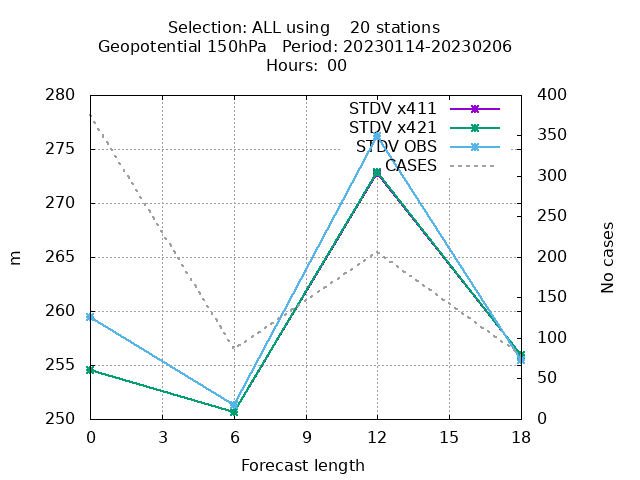 Selection: ALL using    20 stations
Geopotential 150hPa   Period: 20230114-20230206
Hours: 00
280
275
270
265
260
255
250
400
350
300
250
200
150
100
50
0
STDV x411
STDV x421
STDV OBS
CASES
m
No cases
0 3 6 9 12 15 18
Forecast length